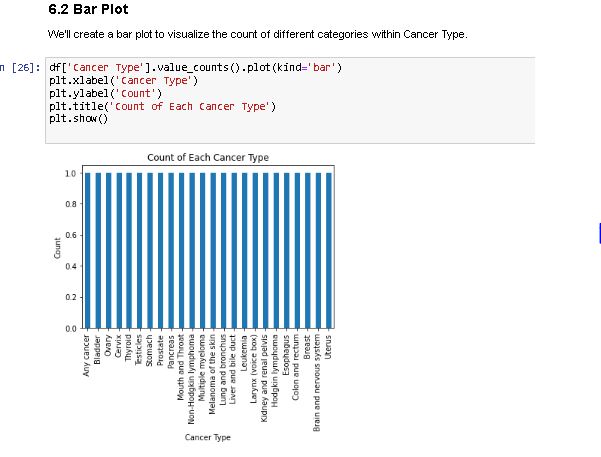 6.2 Bar Plot
We'll create a bar plot to visualize the count of different categories within Cancer Type.
n [26]:
df['Cancer Type'].value_counts().plot(kind='bar')
plt.xlabel('Cancer Type')
plt.ylabel('Count')
plt.title('Count of Each Cancer Type')
plt.show()
Count of Each Cancer Type
1.0
0.8
0.6
0.4
0.2
0.0
Count
Any cancer
Bladder
Ovary
Cervix
Thyroid
Testicles
Stomach
Prostate
Pancreas
Mouth and Throat
Non-Hodgkin lymphoma
Multiple myeloma
Melanoma of the skin
Lung and bronchus
Liver and bile duct
Leukemia
Larynx (voice box)
Kidney and renal pelvis
Hodgkin lymphoma
Esophagus
Colon and rectum
Breast
Brain and nervous system
Uterus
Cancer Type